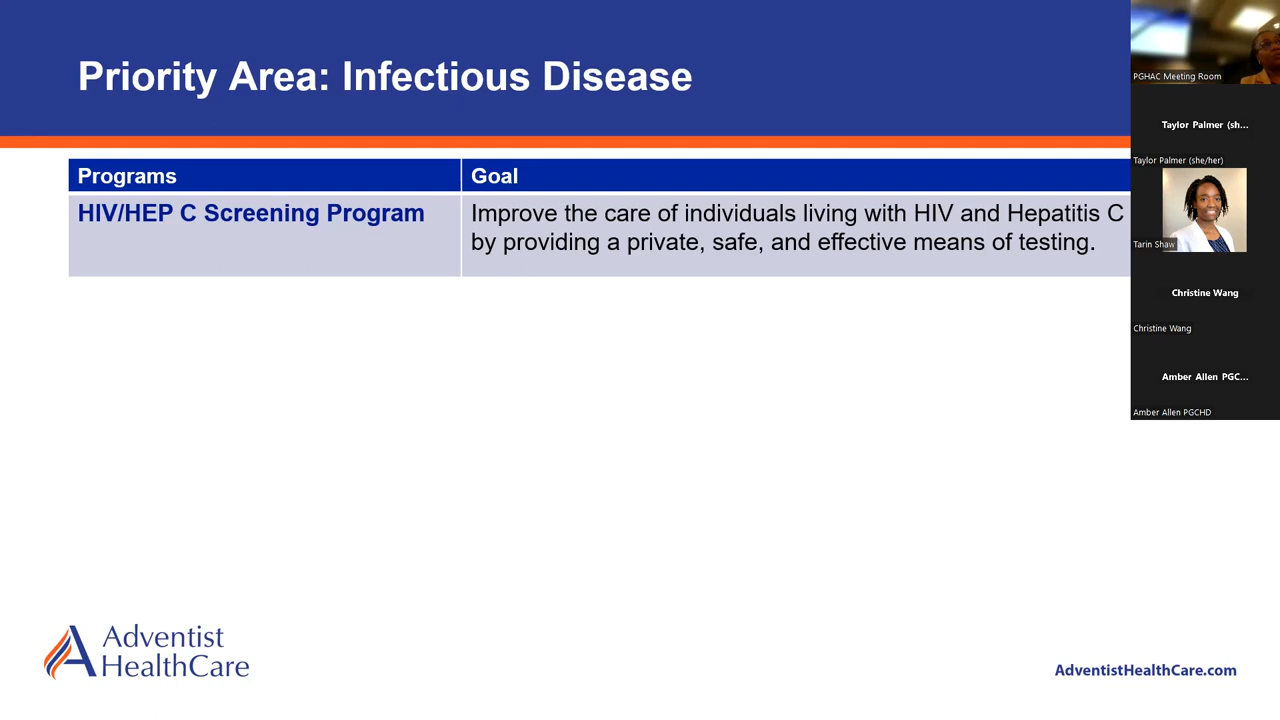 Priority Area: Infectious Disease
Programs
Goal
HIV/HEP C Screening Program
Improve the care of individuals living with HIV and Hepatitis C
by providing a private, safe, and effective means of testing.
Adventist
HealthCare
AdventistHealthCare.com
PGHAC Meeting Room
Taylor Palmer (sh...
Taylor Palmer (she/her)
Tarin Shaw
Christine Wang
Christine Wang
Amber Allen PGC...
Amber Allen PGCHD